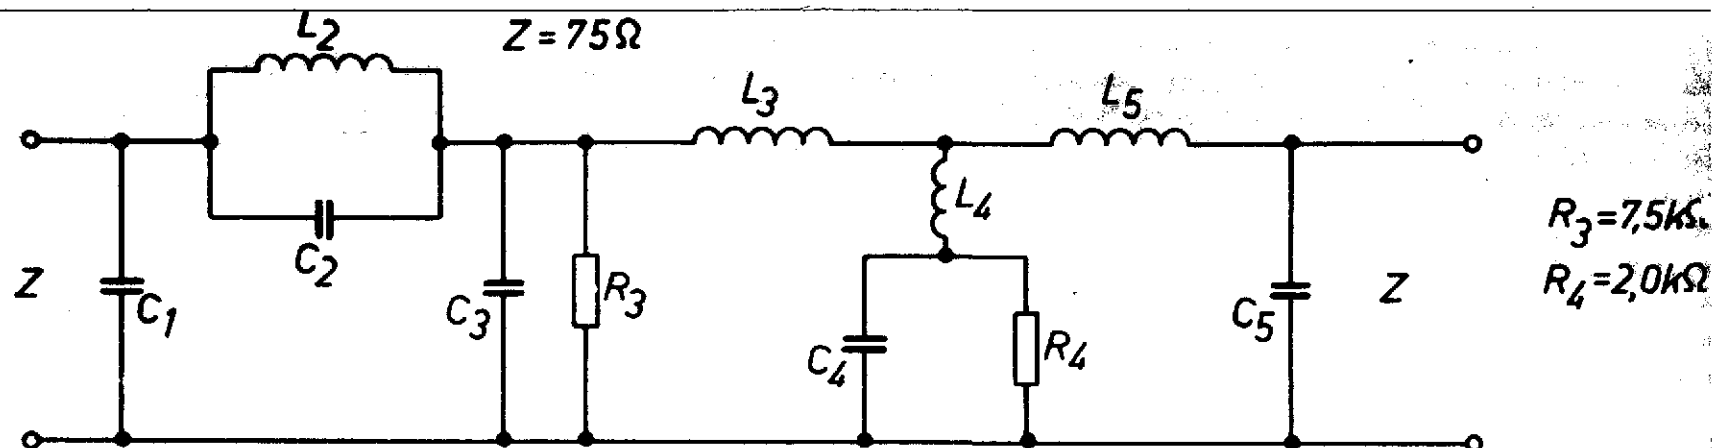 L2
Z = 75Ω
L3
L5
L4
R3 = 7,5kΩ
R4 = 2,0kΩ
Z
C1
C2
C3
R3
C4
R4
C5
Z